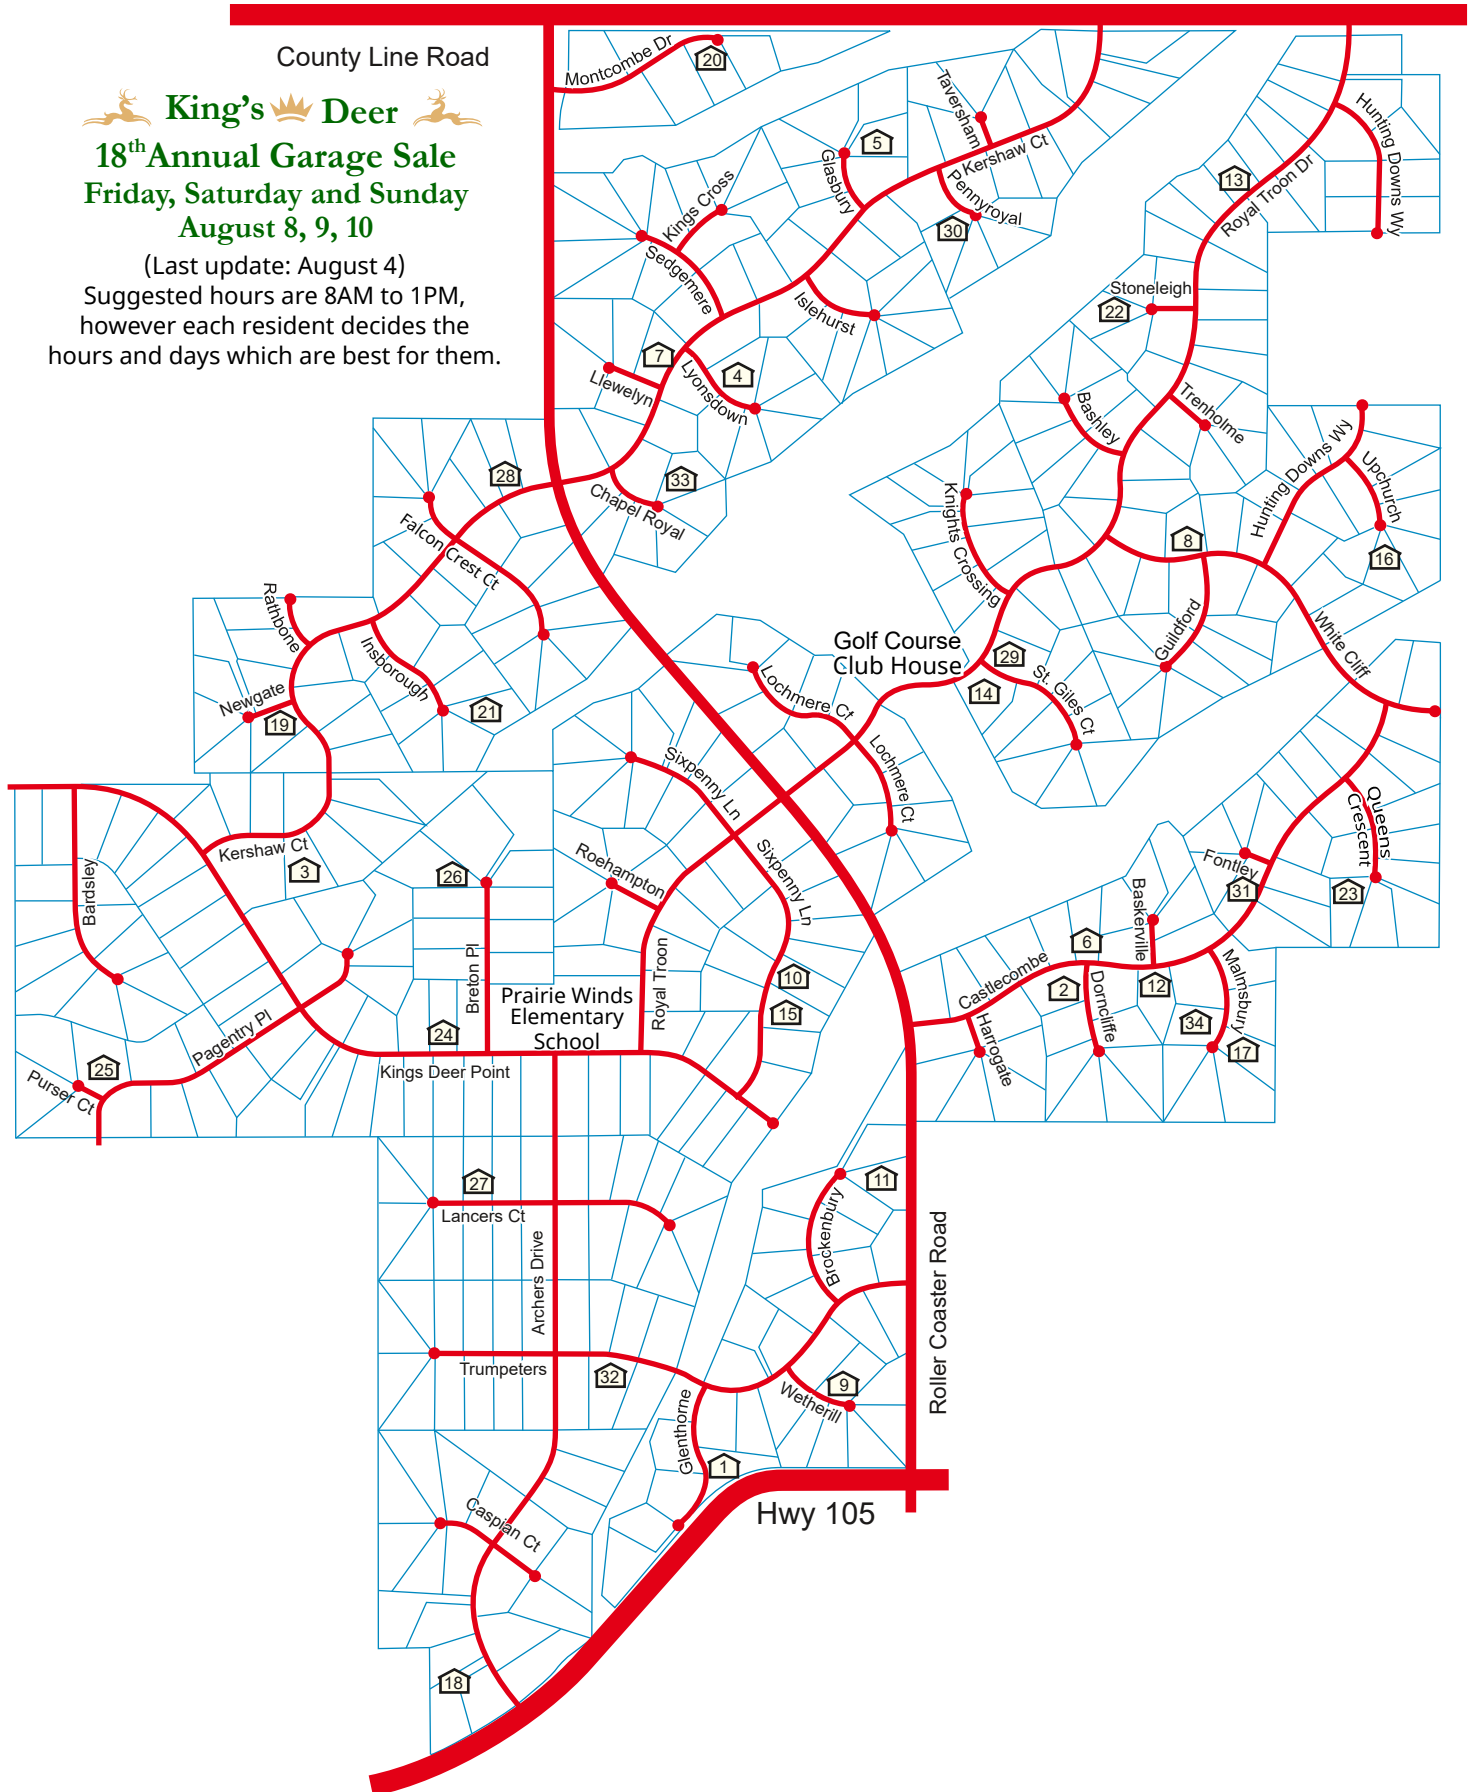 County Line Road
King's Deer
18th Annual Garage Sale
Friday, Saturday and Sunday
August 8, 9, 10
(Last update: August 4)
Suggested hours are 8AM to 1PM,
however each resident decides the
hours and days which are best for them.
Montcombe Dr
20
Taversham
5
Glasbury
Kershaw Ct
Pennyroyal
30
Kings Cross
Sedgemere
Islehurst
7
4
Llewelyn
Lyonsdown
33
Chapel Royal
28
Falcon Crest Ct
Hunting Downs Wy
13
Royal Troon Dr
Stoneleigh
22
Bashley
Trenholme
Hunting Downs Wy
Upchurch
16
Knights Crossing
8
Guildford
White Cliff
Rathbone
Insborough
Newgate
19
21
Golf Course
Club House
29
14
St. Giles Ct
Lochmere Ct
Lochmere Ct
Sixpenny Ln
Sixpenny Ln
Roehampton
Kershaw Ct
3
26
Bardsley
Breton Pl
Royal Troon
Prairie Winds
Elementary
School
10
15
24
Pagentry Pl
Kings Deer Point
25
Purser Ct
Queens
Crescent
Fontley
31
23
Baskerville
6
Castlecombe
2
12
Dorncliffe
Malmsbury
34
17
Harrogate
11
Brockenbury
27
Lancers Ct
Archers Drive
Roller Coaster Road
Trumpeters
32
9
Wetherill
Glenthorne
1
Hwy 105
Caspian Ct
18